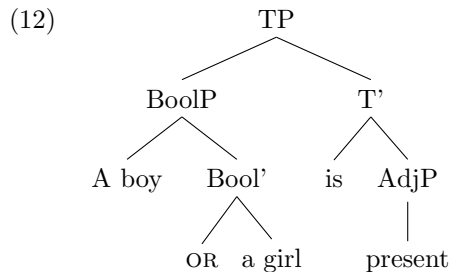 (12) TP
BoolP T'
A boy Bool' is AdjP
OR a girl present